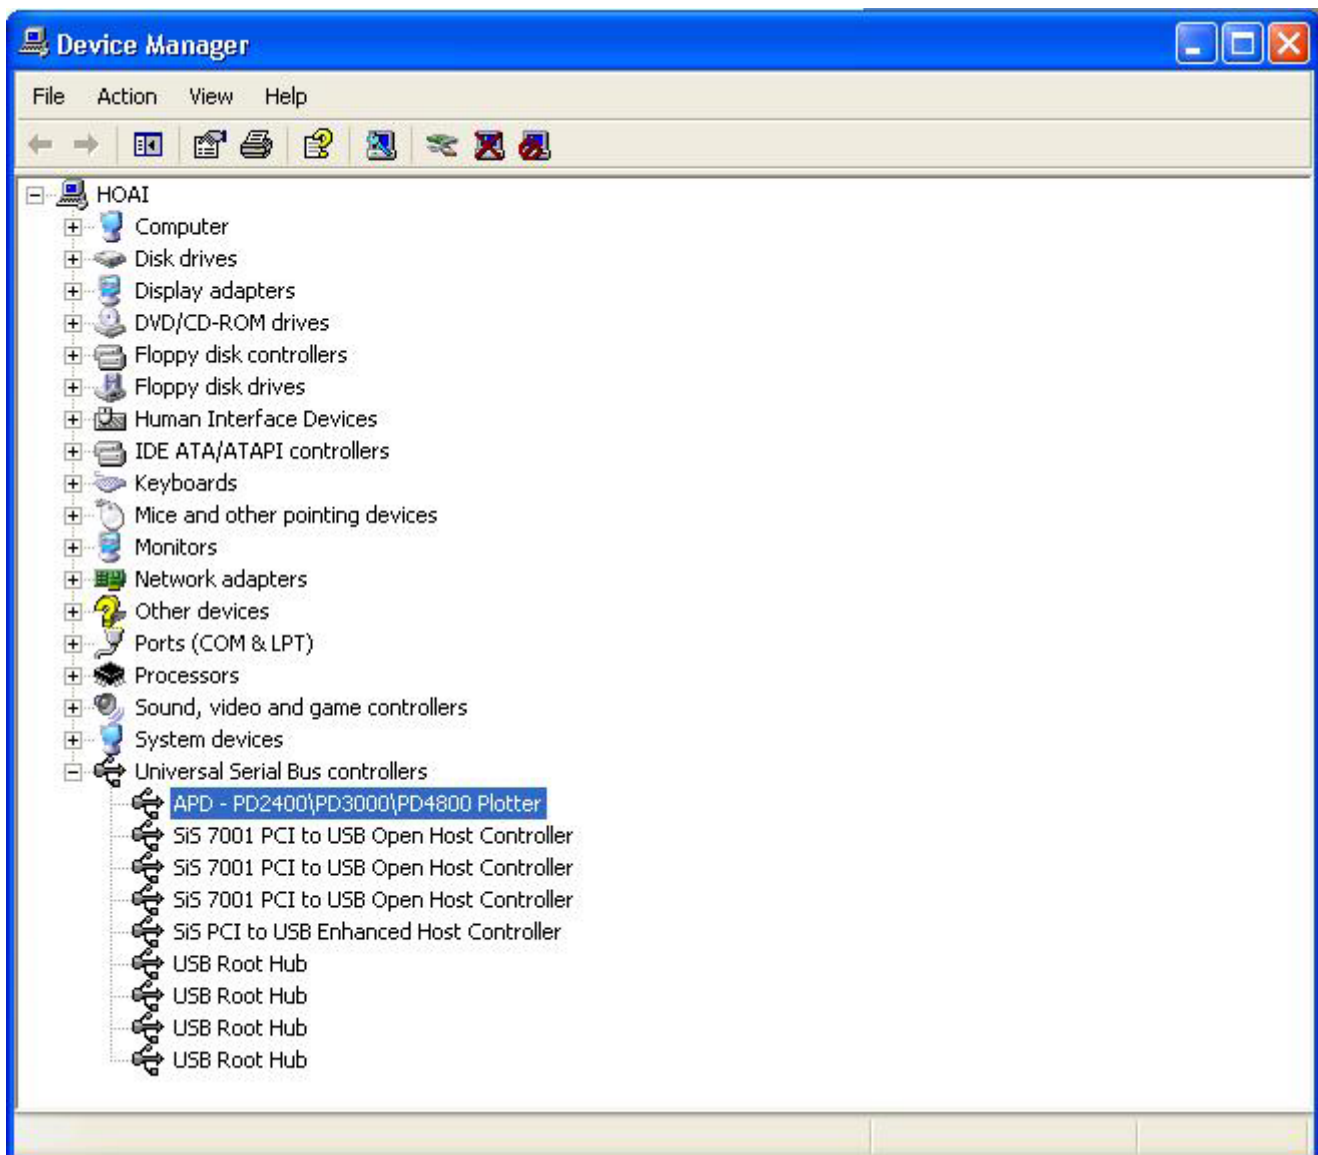 Device Manager
File Action View Help
HOAI
Computer
Disk drives
Display adapters
DVD/CD-ROM drives
Floppy disk controllers
Floppy disk drives
Human Interface Devices
IDE ATA/ATAPI controllers
Keyboards
Mice and other pointing devices
Monitors
Network adapters
Other devices
Ports (COM & LPT)
Processors
Sound, video and game controllers
System devices
Universal Serial Bus controllers
APD - PD2400\PD3000\PD4800 Plotter
SiS 7001 PCI to USB Open Host Controller
SiS 7001 PCI to USB Open Host Controller
SiS 7001 PCI to USB Open Host Controller
SiS PCI to USB Enhanced Host Controller
USB Root Hub
USB Root Hub
USB Root Hub
USB Root Hub